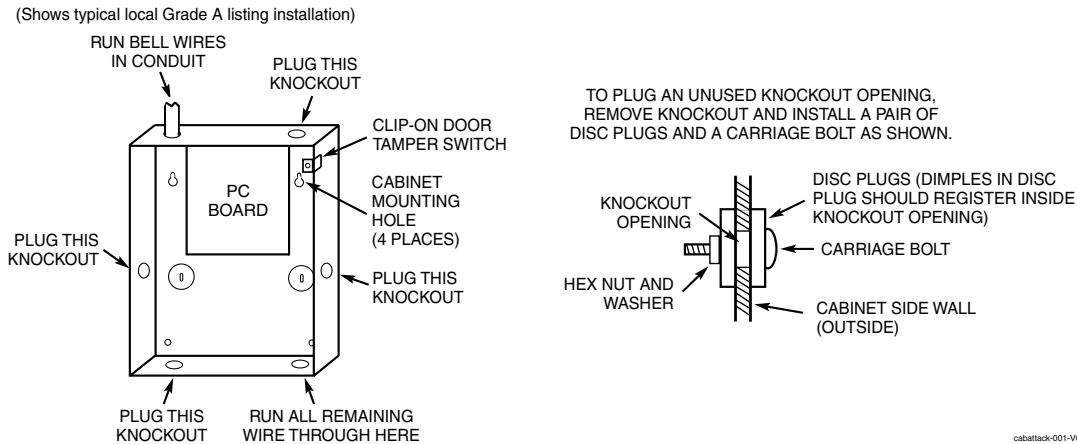 (Shows typical local Grade A listing installation)
RUN BELL WIRES
IN CONDUIT
PLUG THIS
KNOCKOUT
CLIP-ON DOOR
TAMPER SWITCH
PC
BOARD
CABINET
MOUNTING
HOLE
(4 PLACES)
PLUG THIS
KNOCKOUT
PLUG THIS
KNOCKOUT
PLUG THIS
KNOCKOUT
RUN ALL REMAINING
WIRE THROUGH HERE
TO PLUG AN UNUSED KNOCKOUT OPENING,
REMOVE KNOCKOUT AND INSTALL A PAIR OF
DISC PLUGS AND A CARRIAGE BOLT AS SHOWN.
KNOCKOUT
OPENING
DISC PLUGS (DIMPLES IN DISC
PLUG SHOULD REGISTER INSIDE
KNOCKOUT OPENING)
CARRIAGE BOLT
HEX NUT AND
WASHER
CABINET SIDE WALL
(OUTSIDE)